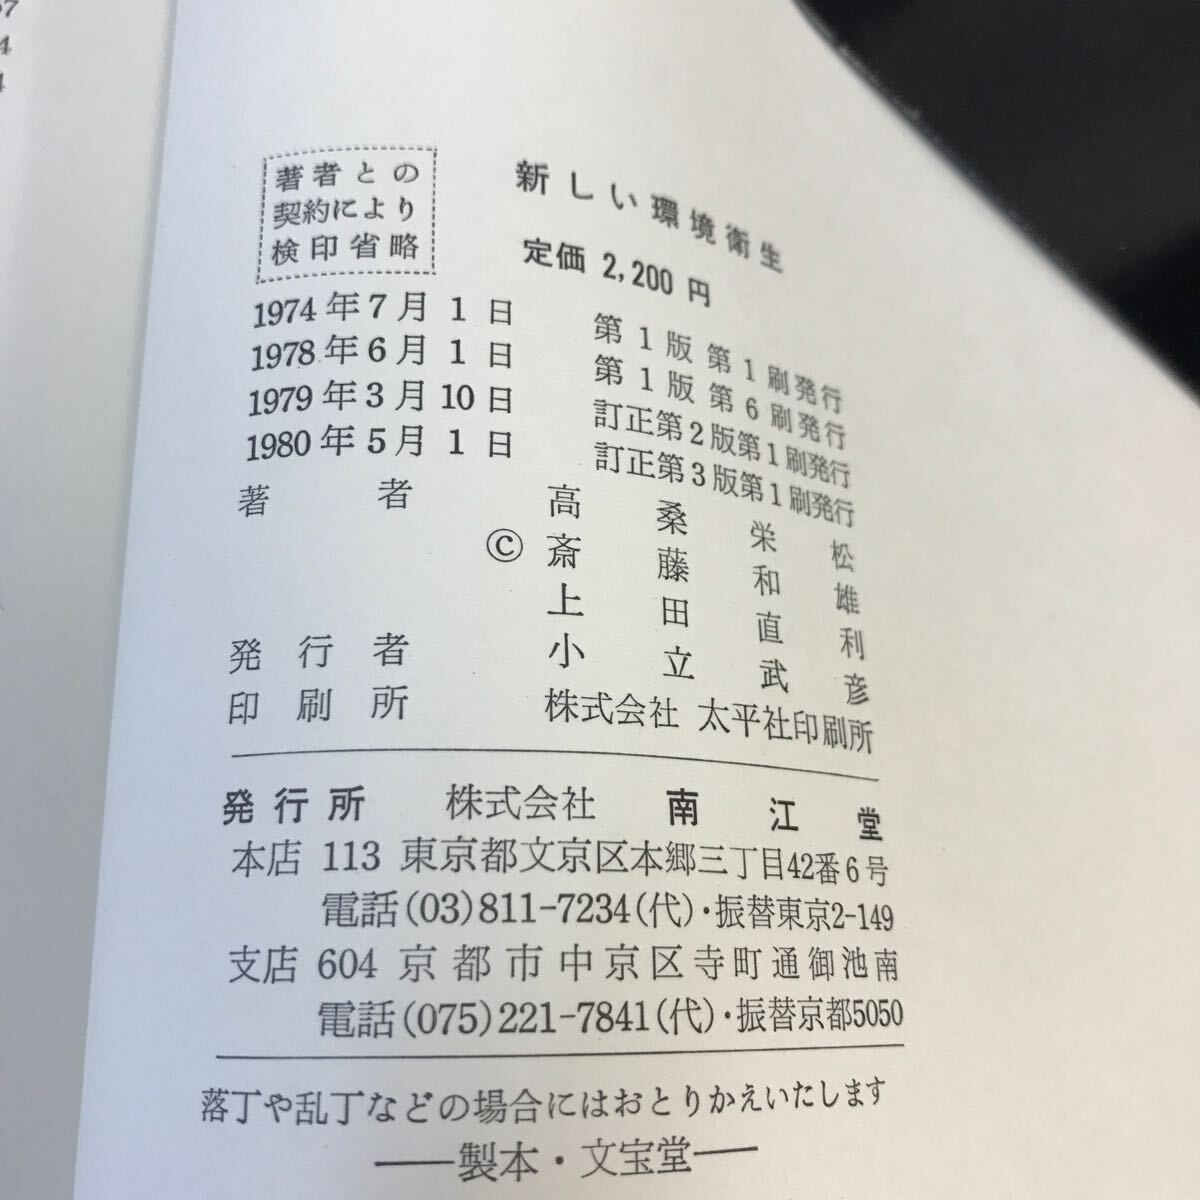 著者との
契約により
検印省略
新しい環境衛生
定価 2,200 円
1974年7月1日 第1版第1刷発行
1978年6月1日 第1版第6刷発行
1979年3月10日 訂正第2版第1刷発行
1980年5月1日 訂正第3版第1刷発行
著者 高桑栄松
© 斎藤和雄
上田直利
発行者 小立武彦
印刷所 株式会社 太平社印刷所
発行所 株式会社 南江堂
本店 113 東京都文京区本郷三丁目42番6号
電話(03)811-7234(代)・振替東京2-149
支店 604 京都市中京区寺町通御池南
電話(075)221-7841(代)・振替京都5050
落丁や乱丁などの場合にはおとりかえいたします
——製本・文宝堂——